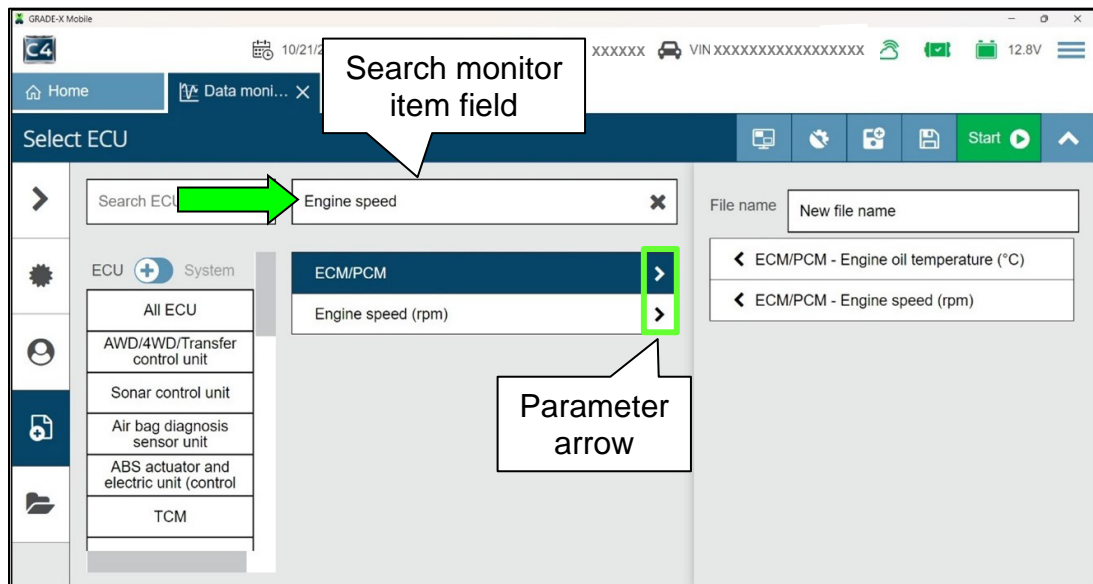 GRADE-X Mobile
C4
10/21/2
XXXXXX
VIN XXXXXXXXXXXXXXXXX
12.8V
Home
Data moni...
Search monitor
item field
Select ECU
Start
Search ECU
Engine speed
File name
New file name
ECU
System
ECM/PCM
Engine speed (rpm)
ECM/PCM - Engine oil temperature (°C)
ECM/PCM - Engine speed (rpm)
All ECU
AWD/4WD/Transfer
control unit
Sonar control unit
Air bag diagnosis
sensor unit
ABS actuator and
electric unit (control
TCM
Parameter
arrow